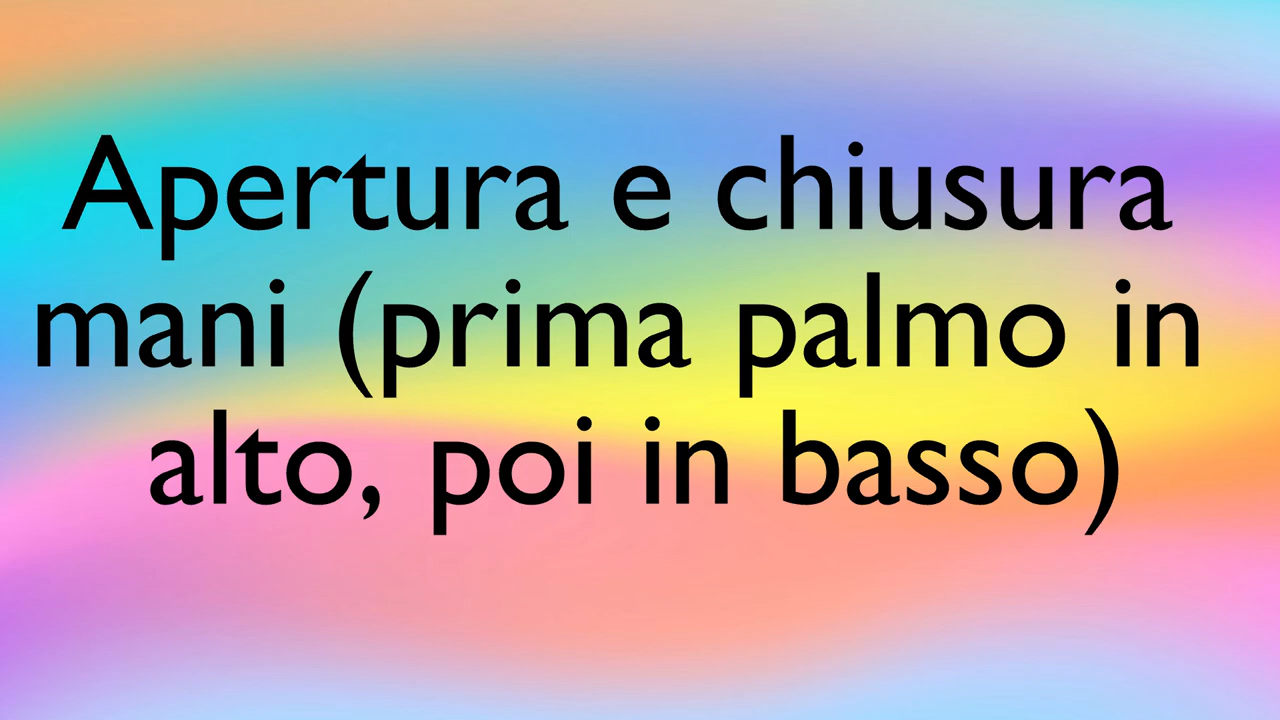 Apertura e chiusura
mani (prima palmo in
alto, poi in basso)